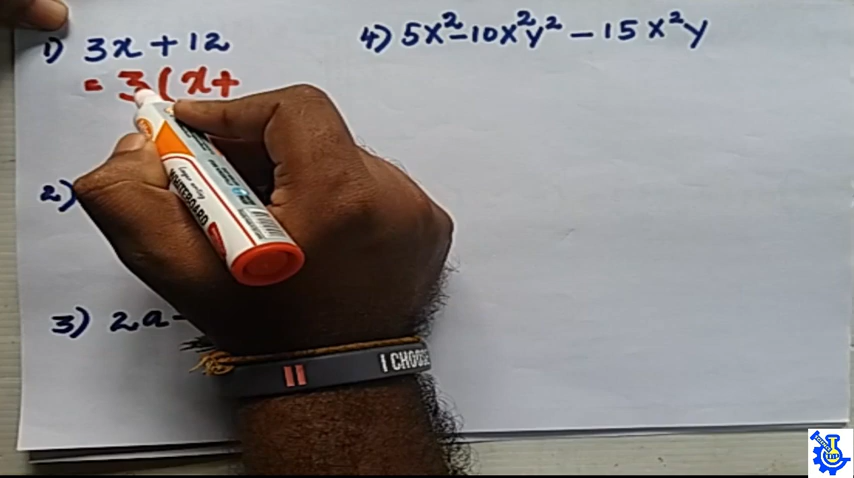 1) 3x + 12
= 3(x+
2)
3) 2a -
4) 5x² - 10x²y² - 15x²y
WHITEBOARD
I CHOOSE